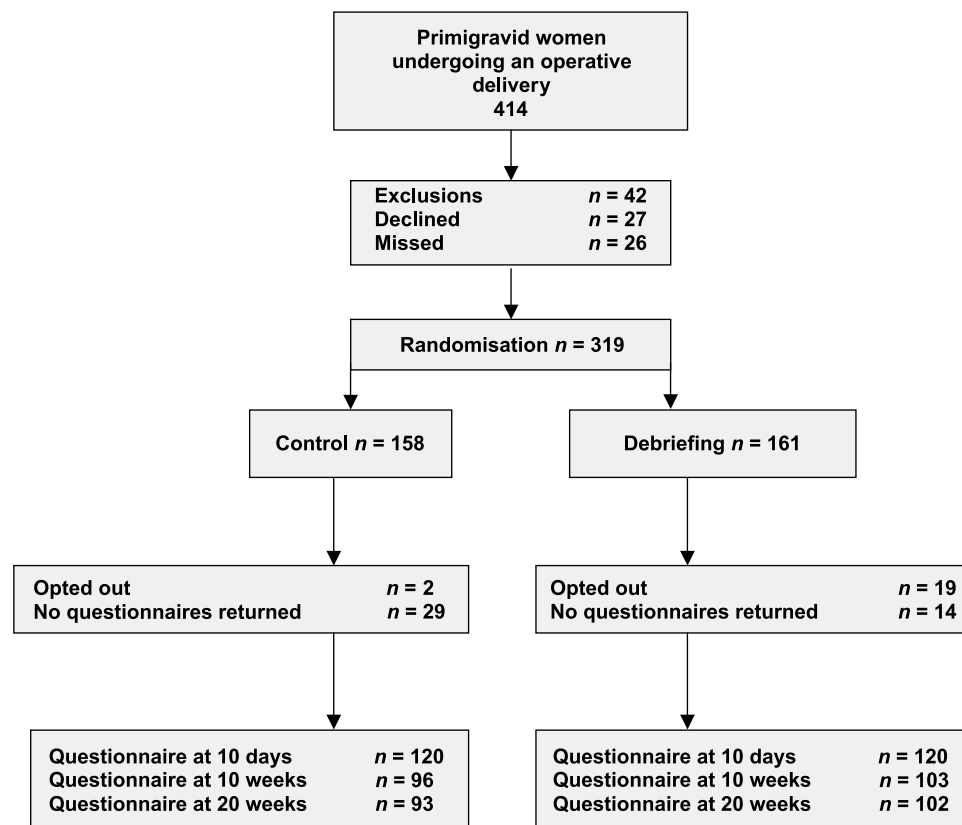 Primigravid women
undergoing an operative
delivery
414
Exclusions n = 42
Declined n = 27
Missed n = 26
Randomisation n = 319
Control n = 158
Debriefing n = 161
Opted out n = 2
No questionnaires returned n = 29
Opted out n = 19
No questionnaires returned n = 14
Questionnaire at 10 days n = 120
Questionnaire at 10 weeks n = 96
Questionnaire at 20 weeks n = 93
Questionnaire at 10 days n = 120
Questionnaire at 10 weeks n = 103
Questionnaire at 20 weeks n = 102